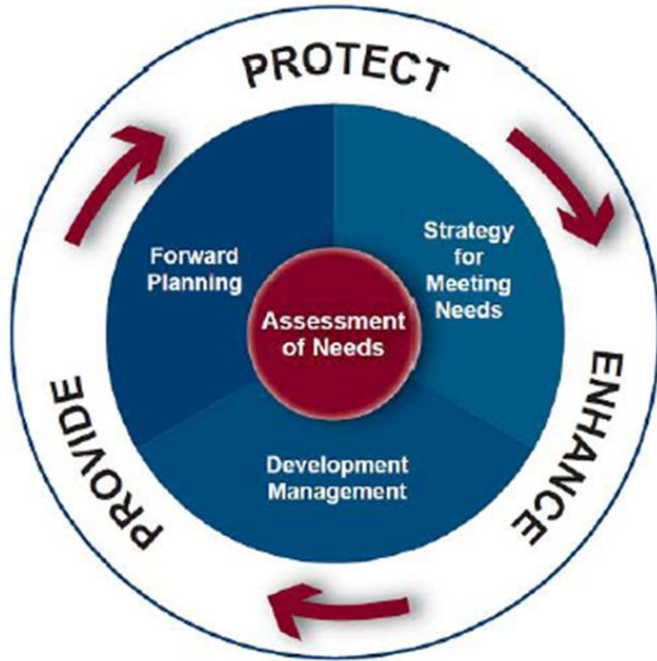 PROTECT
Forward
Planning
Strategy
for
Meeting
Needs
Assessment
of Needs
Development
Management
PROVIDE
ENHANCE